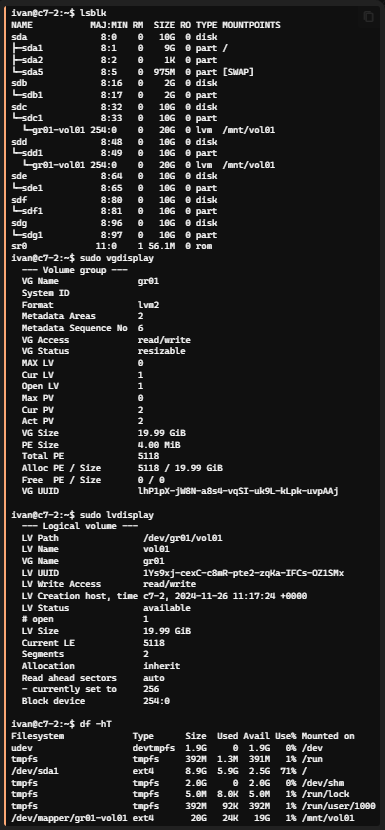 ivan@c7-2:~$ lsblk
NAME MAJ:MIN RM SIZE RO TYPE MOUNTPOINTS
sda 8:0 0 10G 0 disk
├─sda1 8:1 0 9G 0 part /
├─sda2 8:2 0 1K 0 part
└─sda5 8:5 0 975M 0 part [SWAP]
sdb 8:16 0 2G 0 disk
└─sdb1 8:17 0 2G 0 part
sdc 8:32 0 10G 0 disk
└─sdc1 8:33 0 10G 0 part
└─gr01-vol01 254:0 0 20G 0 lvm /mnt/vol01
sdd 8:48 0 10G 0 disk
└─sdd1 8:49 0 10G 0 part
└─gr01-vol01 254:0 0 20G 0 lvm /mnt/vol01
sde 8:64 0 10G 0 disk
└─sde1 8:65 0 10G 0 part
sdf 8:80 0 10G 0 disk
└─sdf1 8:81 0 10G 0 part
sdg 8:96 0 10G 0 disk
└─sdg1 8:97 0 10G 0 part
sr0 11:0 1 56.1M 0 rom
ivan@c7-2:~$ sudo vgdisplay
--- Volume group ---
VG Name gr01
System ID
Format lvm2
Metadata Areas 2
Metadata Sequence No 6
VG Access read/write
VG Status resizable
MAX LV 0
Cur LV 1
Open LV 1
Max PV 0
Cur PV 2
Act PV 2
VG Size 19.99 GiB
PE Size 4.00 MiB
Total PE 5118
Alloc PE / Size 5118 / 19.99 GiB
Free PE / Size 0 / 0
VG UUID lhP1pX-jW8N-a8s4-vqSI-uk9L-kLpk-uvpAAj
ivan@c7-2:~$ sudo lvdisplay
--- Logical volume ---
LV Path /dev/gr01/vol01
LV Name vol01
VG Name gr01
LV UUID 1Ys9xj-cexC-c8mR-pte2-zqKa-IFCs-OZ1SMx
LV Write Access read/write
LV Creation host, time c7-2, 2024-11-26 11:17:24 +0000
LV Status available
# open 1
LV Size 19.99 GiB
Current LE 5118
Segments 2
Allocation inherit
Read ahead sectors auto
- currently set to 256
Block device 254:0
ivan@c7-2:~$ df -hT
Filesystem Type Size Used Avail Use% Mounted on
udev devtmpfs 1.9G 0 1.9G 0% /dev
tmpfs tmpfs 392M 1.3M 391M 1% /run
/dev/sda1 ext4 8.9G 5.9G 2.5G 71% /
tmpfs tmpfs 2.0G 0 2.0G 0% /dev/shm
tmpfs tmpfs 5.0M 8.0K 5.0M 1% /run/lock
tmpfs tmpfs 392M 92K 392M 1% /run/user/1000
/dev/mapper/gr01-vol01 ext4 20G 24K 19G 1% /mnt/vol01